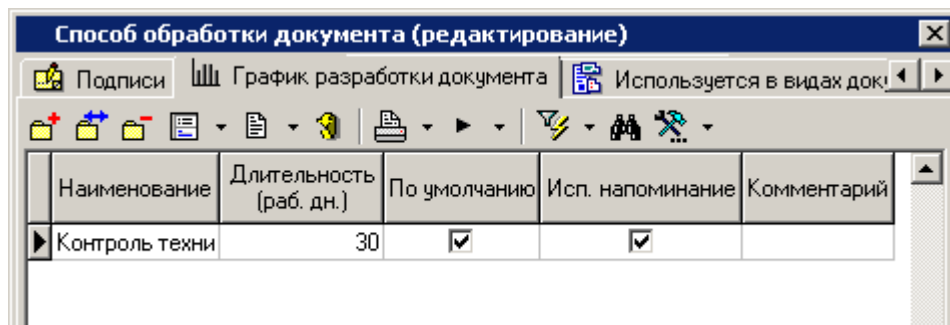 Способ обработки документа (редактирование)
Подписи График разработки документа Используется в видах
Наименование Длительность (раб. дн.) По умолчанию Исп. напоминание Комментарий
Контроль техни 30